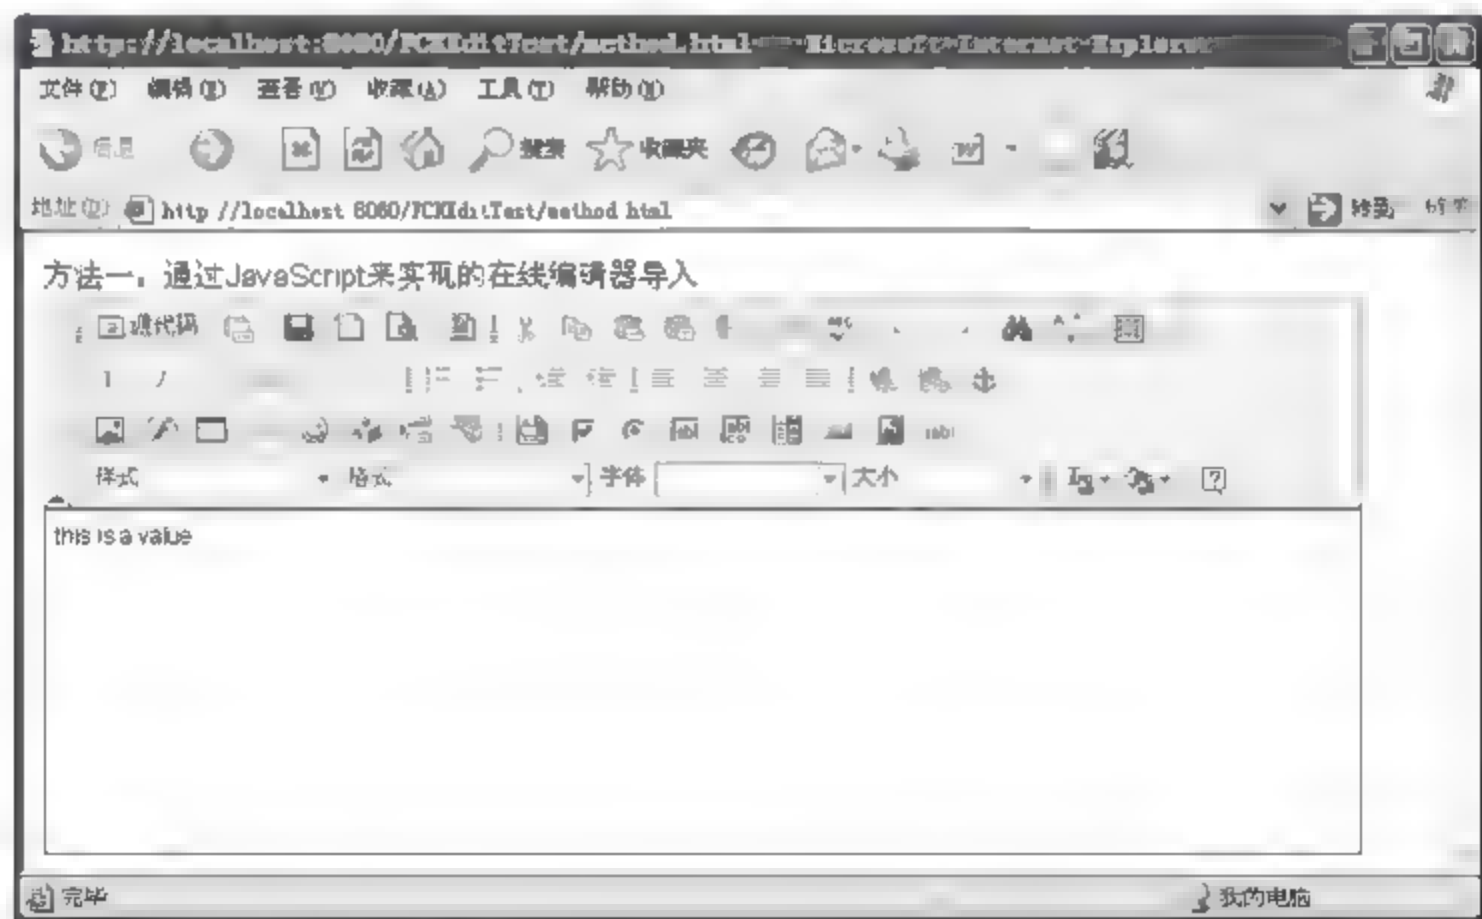 http://localhost:8080/FCKEditTest/method.html - Microsoft Internet Explorer
文件(F) 编辑(E) 查看(V) 收藏(A) 工具(T) 帮助(H)
搜索 收藏夹
地址(D) http //localhost 8080/FCKEditTest/method html 转到
方法一，通过JavaScript来实现的在线编辑器导入
源代码
样式 格式 字体 大小
this is a value
完毕 我的电脑